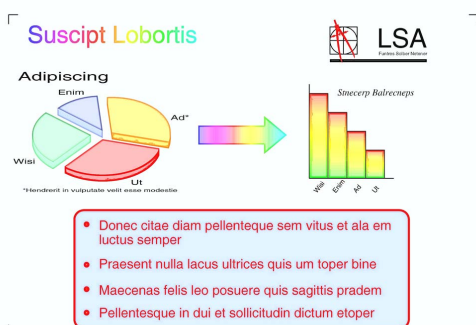 Suscipt Lobortis
LSA
Adipiscing
Enim
Ad*
Wisi
Ut
*Hendrerit in vulputate velit esse modestie
Smecerp Balrecneps
Wisi
Enim
Ad
Ut
Donec citae diam pellenteque sem vitus et ala em
luctus semper
Praesent nulla lacus ultrices quis um toper bine
Maecenas felis leo posuere quis sagittis pradem
Pellentesque in dui et sollicitudin dictum etoper